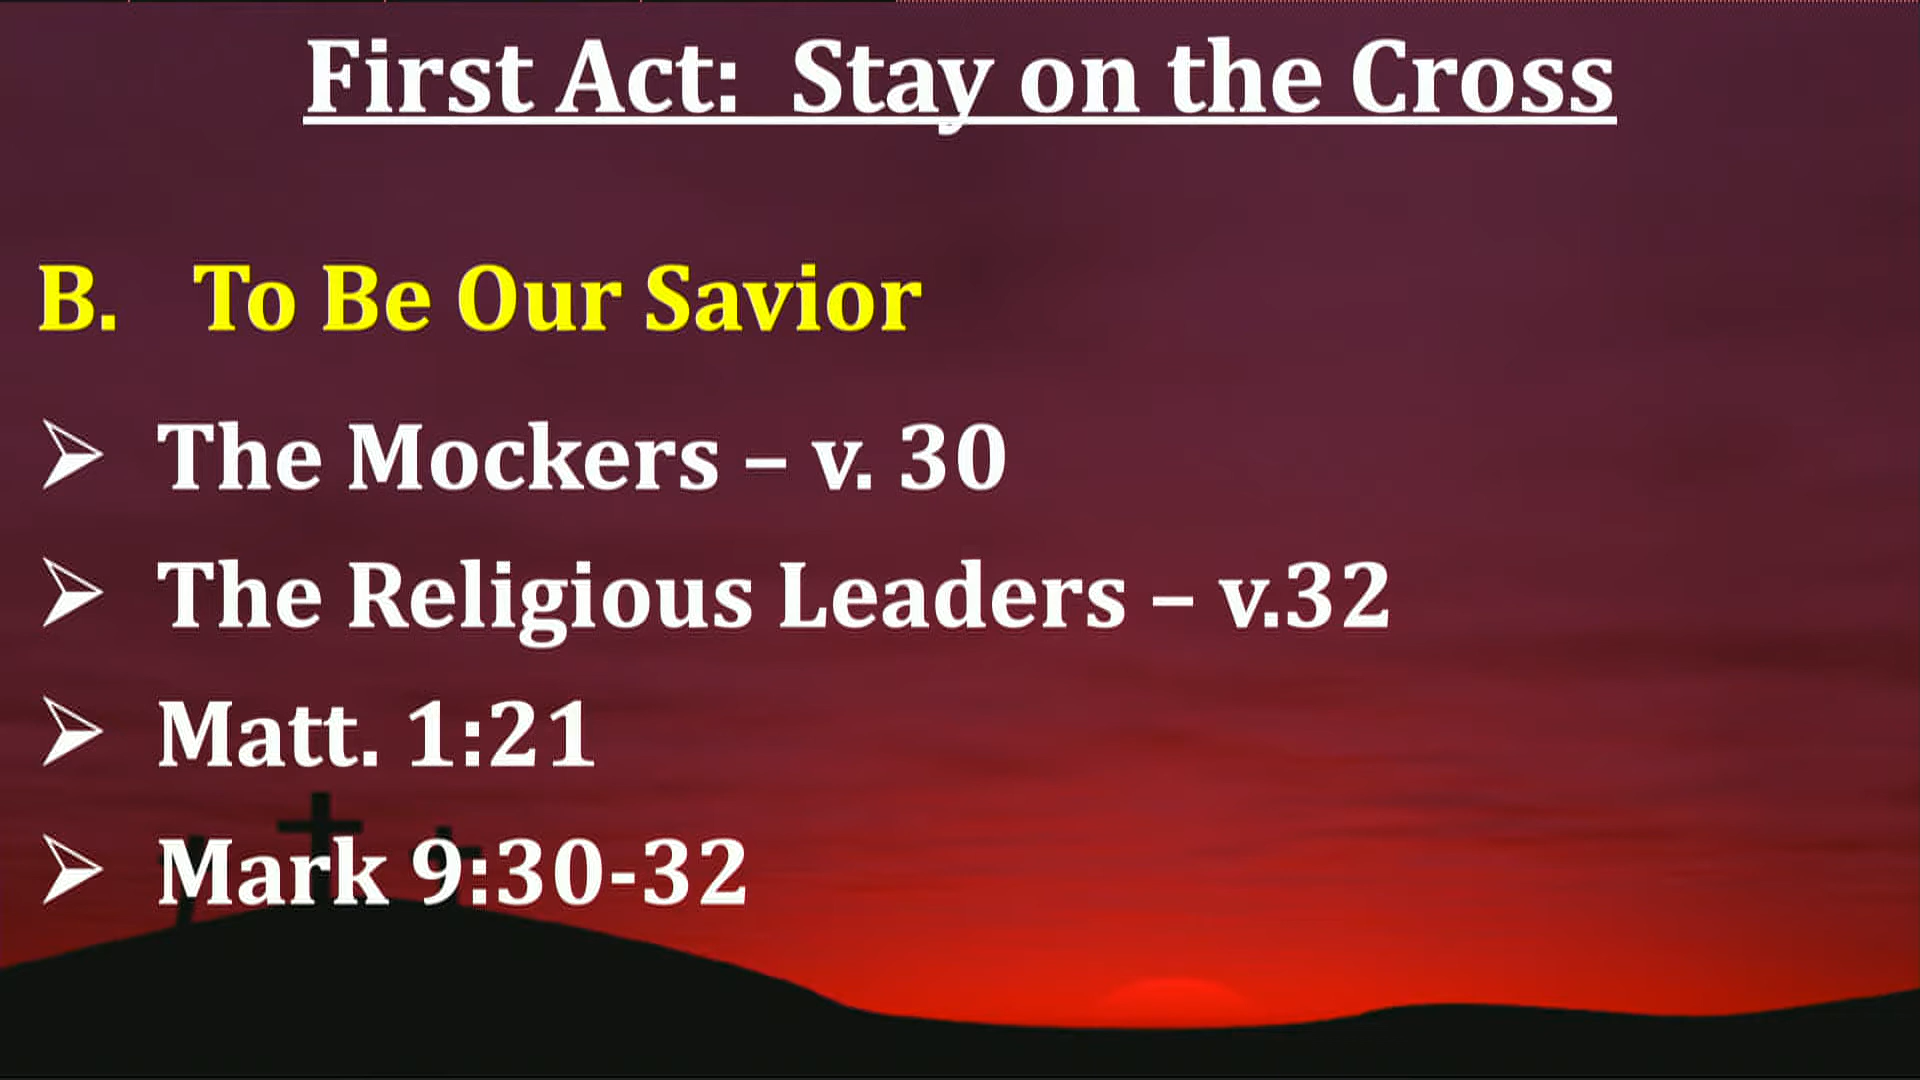 First Act:  Stay on the Cross
B.   To Be Our Savior
➢ The Mockers – v. 30
➢ The Religious Leaders – v.32
➢ Matt. 1:21
➢ Mark 9:30-32